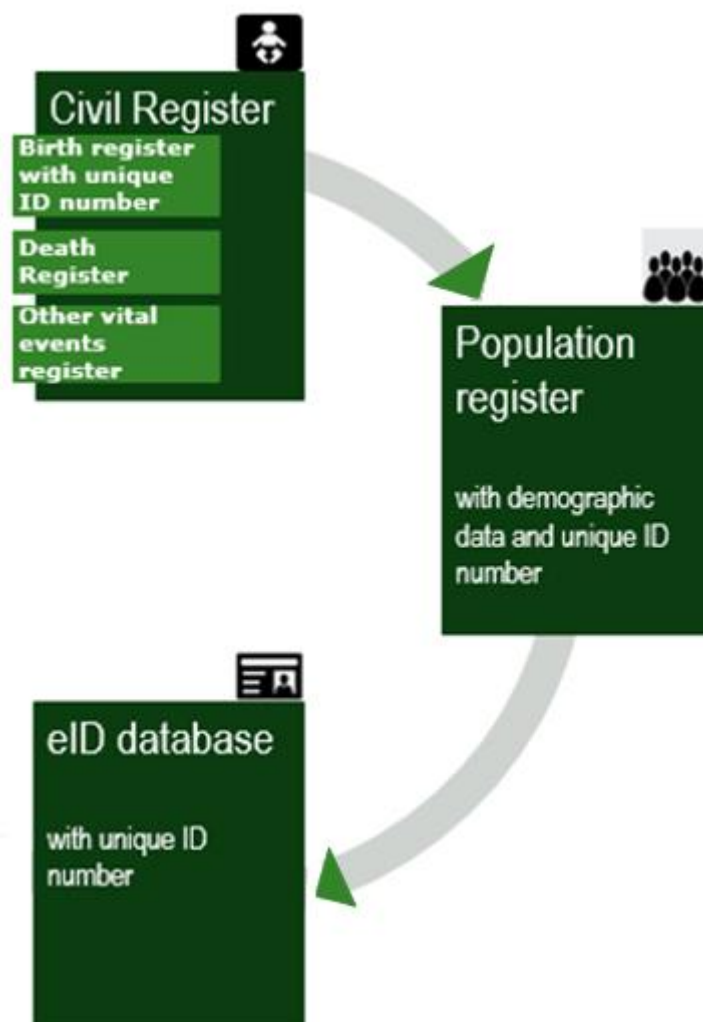 Civil Register
Birth register
with unique
ID number
Death
Register
Other vital
events
register
Population
register
with demographic
data and unique ID
number
eID database
with unique ID
number